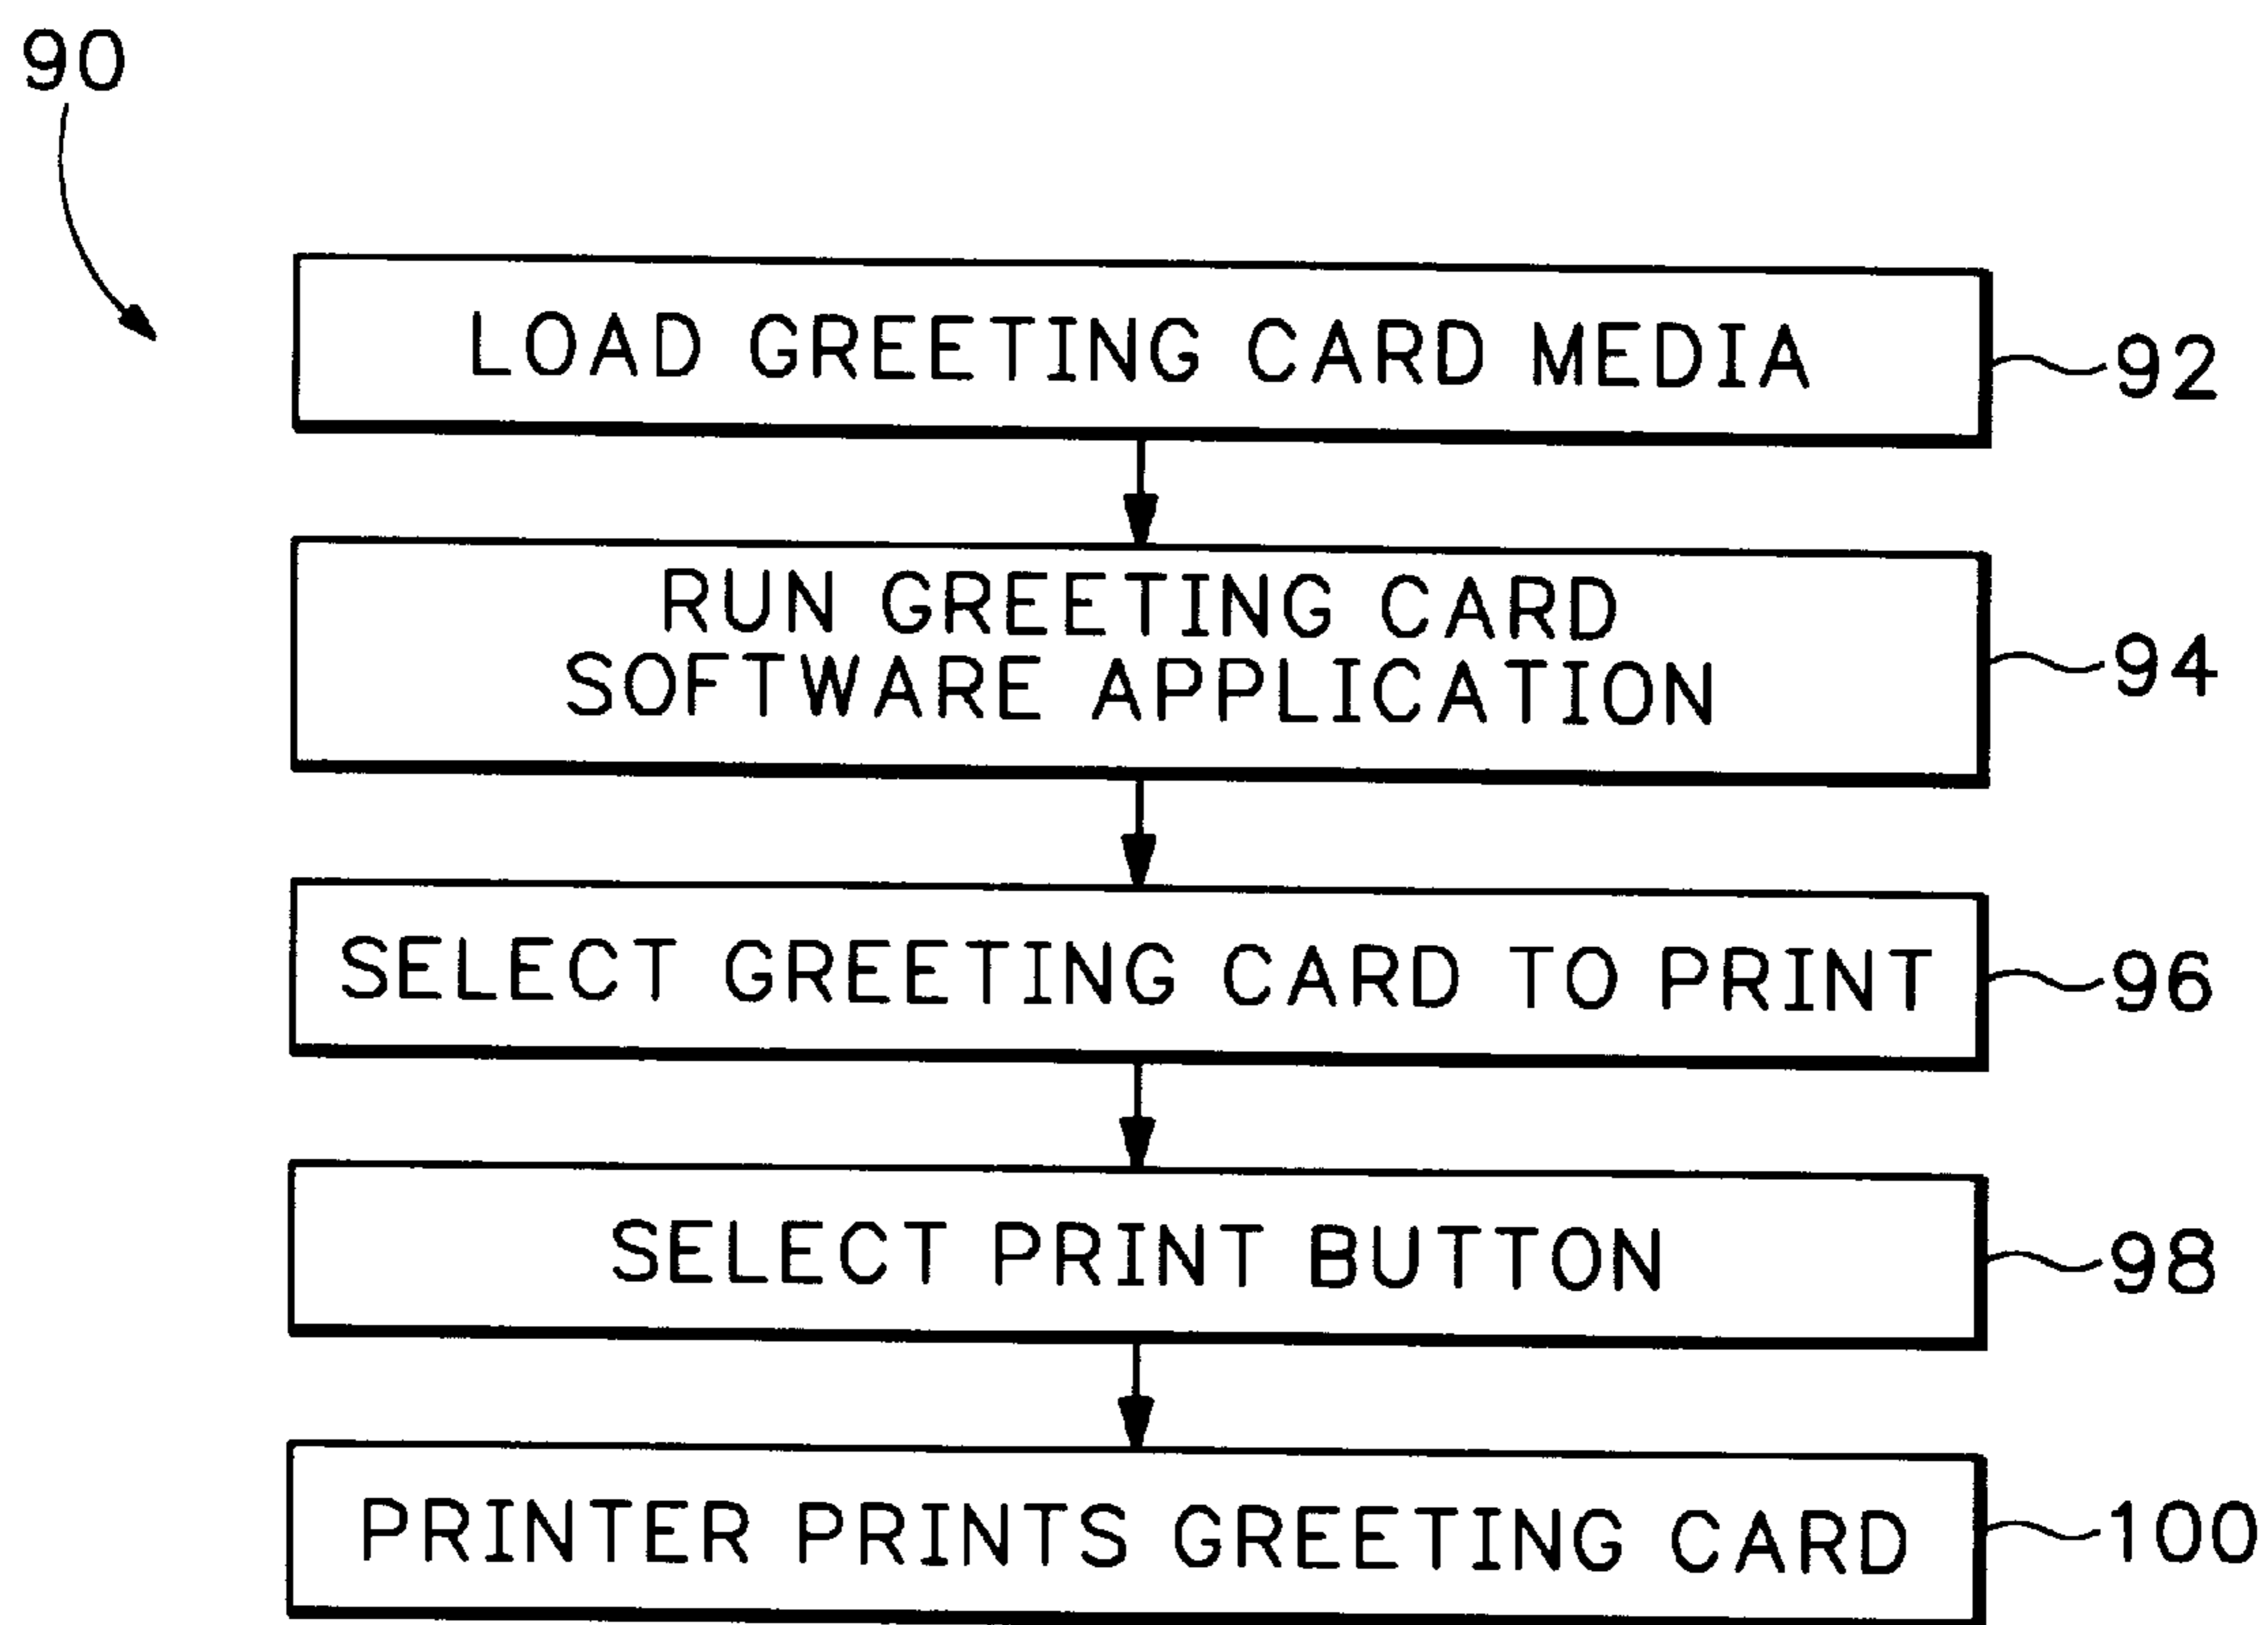 90
LOAD GREETING CARD MEDIA
92
RUN GREETING CARD
SOFTWARE APPLICATION
94
SELECT GREETING CARD TO PRINT
96
SELECT PRINT BUTTON
98
PRINTER PRINTS GREETING CARD
100